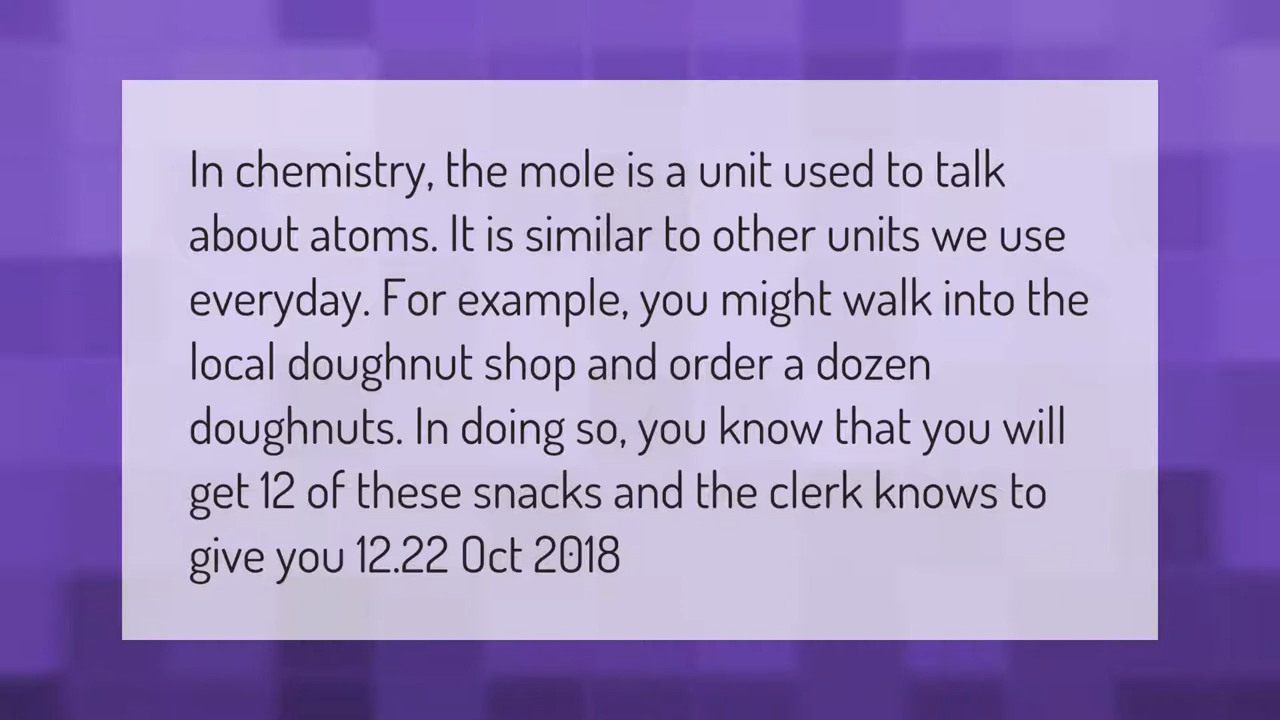 In chemistry, the mole is a unit used to talk
about atoms. It is similar to other units we use
everyday. For example, you might walk into the
local doughnut shop and order a dozen
doughnuts. In doing so, you know that you will
get 12 of these snacks and the clerk knows to
give you 12.22 Oct 2018